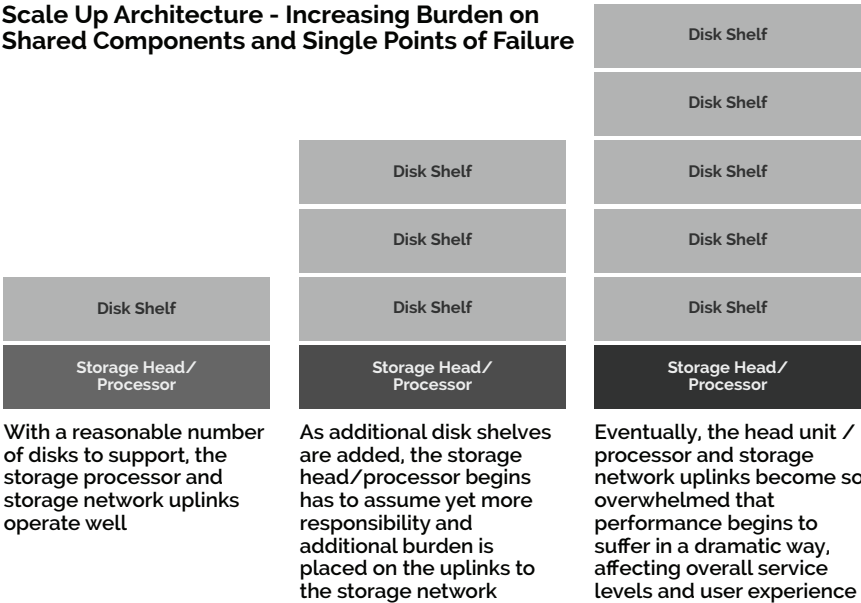 Scale Up Architecture - Increasing Burden on
Shared Components and Single Points of Failure
Disk Shelf
Storage Head/
Processor
With a reasonable number
of disks to support, the
storage processor and
storage network uplinks
operate well
Disk Shelf
Disk Shelf
Disk Shelf
Storage Head/
Processor
As additional disk shelves
are added, the storage
head/processor begins
has to assume yet more
responsibility and
additional burden is
placed on the uplinks to
the storage network
Disk Shelf
Disk Shelf
Disk Shelf
Disk Shelf
Disk Shelf
Storage Head/
Processor
Eventually, the head unit /
processor and storage
network uplinks become so
overwhelmed that
performance begins to
suffer in a dramatic way,
affecting overall service
levels and user experience